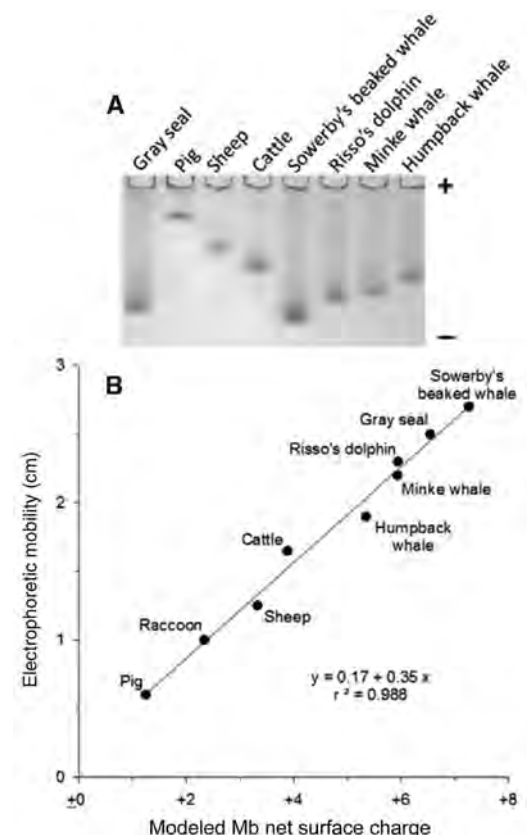 A
Gray seal
Pig
Sheep
Cattle
Sowerby's beaked whale
Risso's dolphin
Minke whale
Humpback whale
+
−
B
3
2
1
0
Electrophoretic mobility (cm)
Sowerby's
beaked whale
Gray seal
Risso's dolphin
Minke whale
Humpback
whale
Cattle
Sheep
Raccoon
Pig
y = 0.17 + 0.35 x
r ² = 0.988
±0
+2
+4
+6
+8
Modeled Mb net surface charge